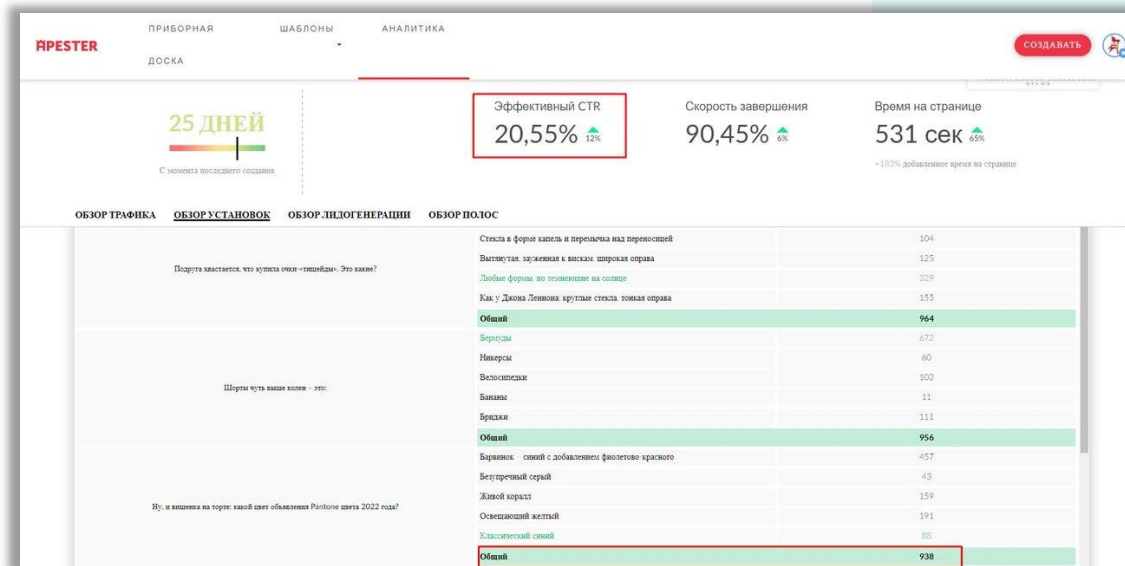 APESTER
ПРИБОРНАЯ ДОСКА
ШАБЛОНЫ
АНАЛИТИКА
СОЗДАВАТЬ
ВРЕМЯ
25 ДНЕЙ
С момента последнего создания
Эффективный CTR
20,55% 12%
Скорость завершения
90,45% 6%
Время на странице
531 сек 65%
+183% добавленное время на странице
ОБЗОР ТРАФИКА ОБЗОР УСТАНОВОК ОБЗОР ЛИДОГЕНЕРАЦИИ ОБЗОР ПОЛОС
Подруга хвастается, что купила очки-«тишейды». Это какие?
Стекла в форме капель и перемычка над переносицей 104
Вытянутая, зауженная к вискам, широкая оправа 125
Любые формы, но темнеющие на солнце 329
Как у Джона Леннона: круглые стекла, тонкая оправа 155
Общий 964
Шорты чуть выше колен – это:
Бермуды 672
Никерсы 60
Велосипедки 102
Бананы 11
Бриджи 111
Общий 956
Ну, и вишенка на торте: какой цвет объявлен Pantone цвета 2022 года?
Барвинок – синий с добавлением фиолетово-красного 457
Безупречный серый 43
Живой коралл 159
Освещающий желтый 191
Классический синий 88
Общий 938